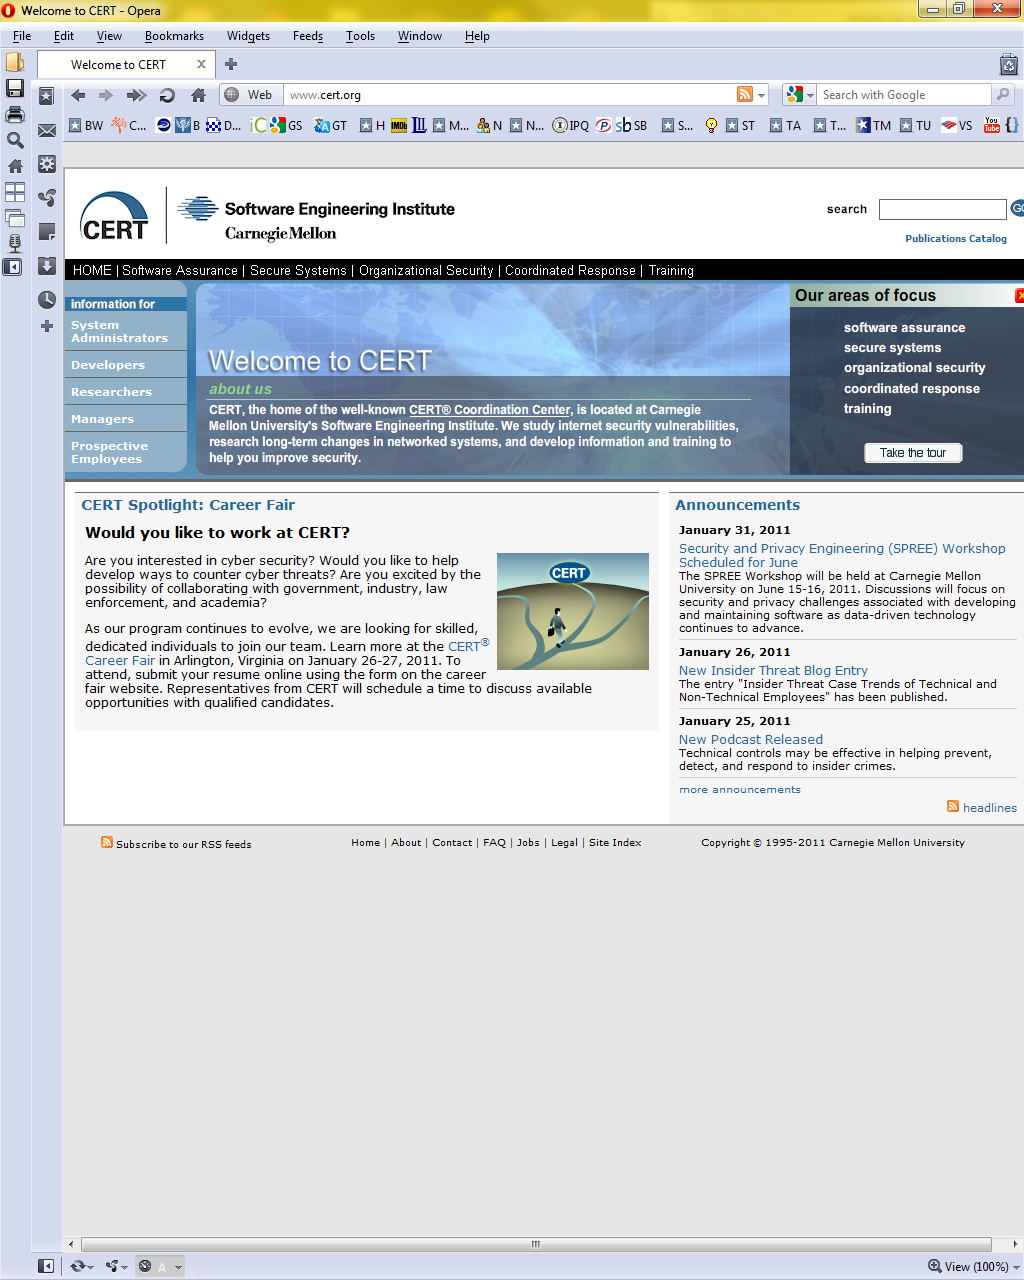 Welcome to CERT - Opera
File Edit View Bookmarks Widgets Feeds Tools Window Help
Welcome to CERT
Web www.cert.org Search with Google
BW C... B D... GS GT H IMDb M... N N... IPQ SB S... ST TA T... TM TU VS You Tube {}
CERT
Software Engineering Institute
Carnegie Mellon
search
Publications Catalog
HOME | Software Assurance | Secure Systems | Organizational Security | Coordinated Response | Training
information for
System
Administrators
Developers
Researchers
Managers
Prospective
Employees
Welcome to CERT
about us
CERT, the home of the well-known CERT® Coordination Center, is located at Carnegie
Mellon University's Software Engineering Institute. We study internet security vulnerabilities,
research long-term changes in networked systems, and develop information and training to
help you improve security.
Our areas of focus
software assurance
secure systems
organizational security
coordinated response
training
Take the tour
CERT Spotlight: Career Fair
Would you like to work at CERT?
Are you interested in cyber security? Would you like to help
develop ways to counter cyber threats? Are you excited by the
possibility of collaborating with government, industry, law
enforcement, and academia?
As our program continues to evolve, we are looking for skilled,
dedicated individuals to join our team. Learn more at the CERT®
Career Fair in Arlington, Virginia on January 26-27, 2011. To
attend, submit your resume online using the form on the career
fair website. Representatives from CERT will schedule a time to discuss available
opportunities with qualified candidates.
CERT
Announcements
January 31, 2011
Security and Privacy Engineering (SPREE) Workshop
Scheduled for June
The SPREE Workshop will be held at Carnegie Mellon
University on June 15-16, 2011. Discussions will focus on
security and privacy challenges associated with developing
and maintaining software as data-driven technology
continues to advance.
January 26, 2011
New Insider Threat Blog Entry
The entry "Insider Threat Case Trends of Technical and
Non-Technical Employees" has been published.
January 25, 2011
New Podcast Released
Technical controls may be effective in helping prevent,
detect, and respond to insider crimes.
more announcements
headlines
Subscribe to our RSS feeds
Home | About | Contact | FAQ | Jobs | Legal | Site Index
Copyright © 1995-2011 Carnegie Mellon University
A
View (100%)